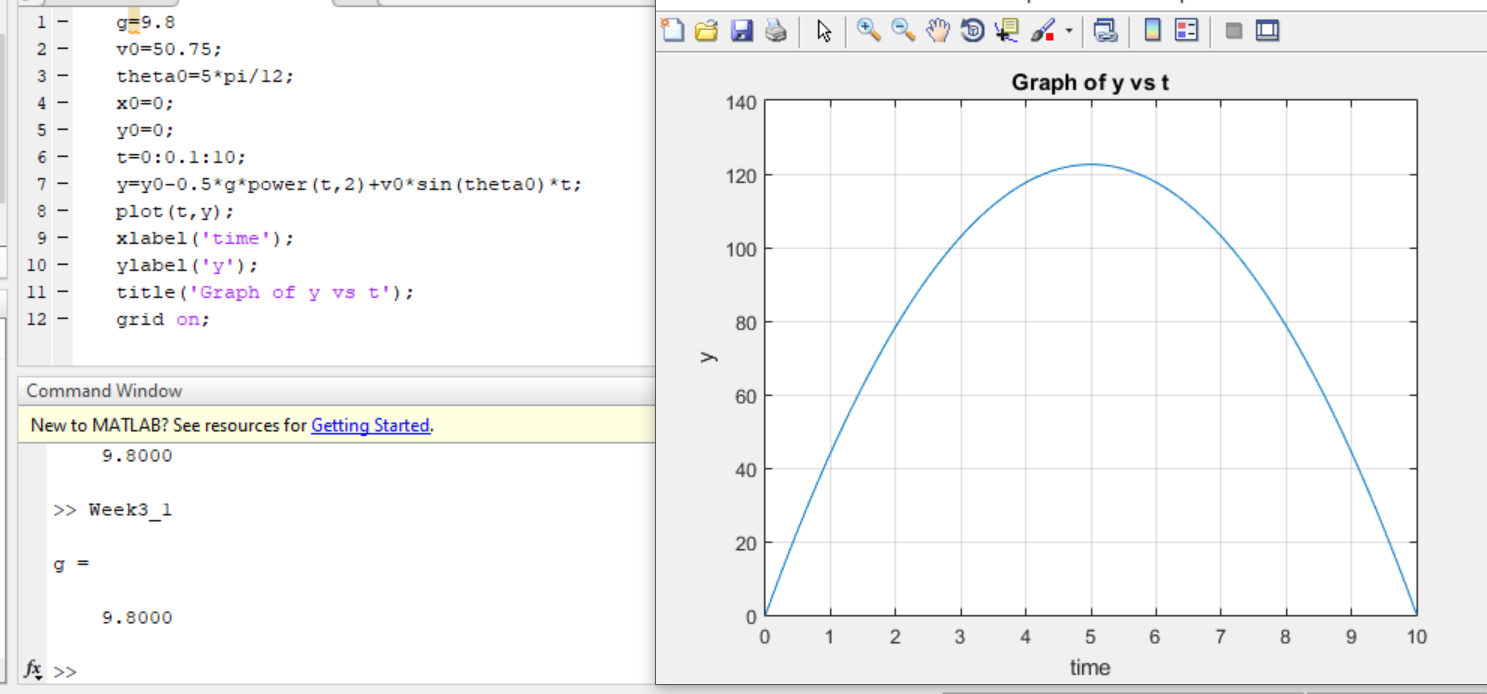 1 - g=9.8
2 - v0=50.75;
3 - theta0=5*pi/12;
4 - x0=0;
5 - y0=0;
6 - t=0:0.1:10;
7 - y=y0-0.5*g*power(t,2)+v0*sin(theta0)*t;
8 - plot(t,y);
9 - xlabel('time');
10 - ylabel('y');
11 - title('Graph of y vs t');
12 - grid on;
Command Window
New to MATLAB? See resources for Getting Started.
9.8000
>> Week3_1
g =
9.8000
fx >>
Graph of y vs t
140
120
100
80
60
40
20
0
y
0 1 2 3 4 5 6 7 8 9 10
time